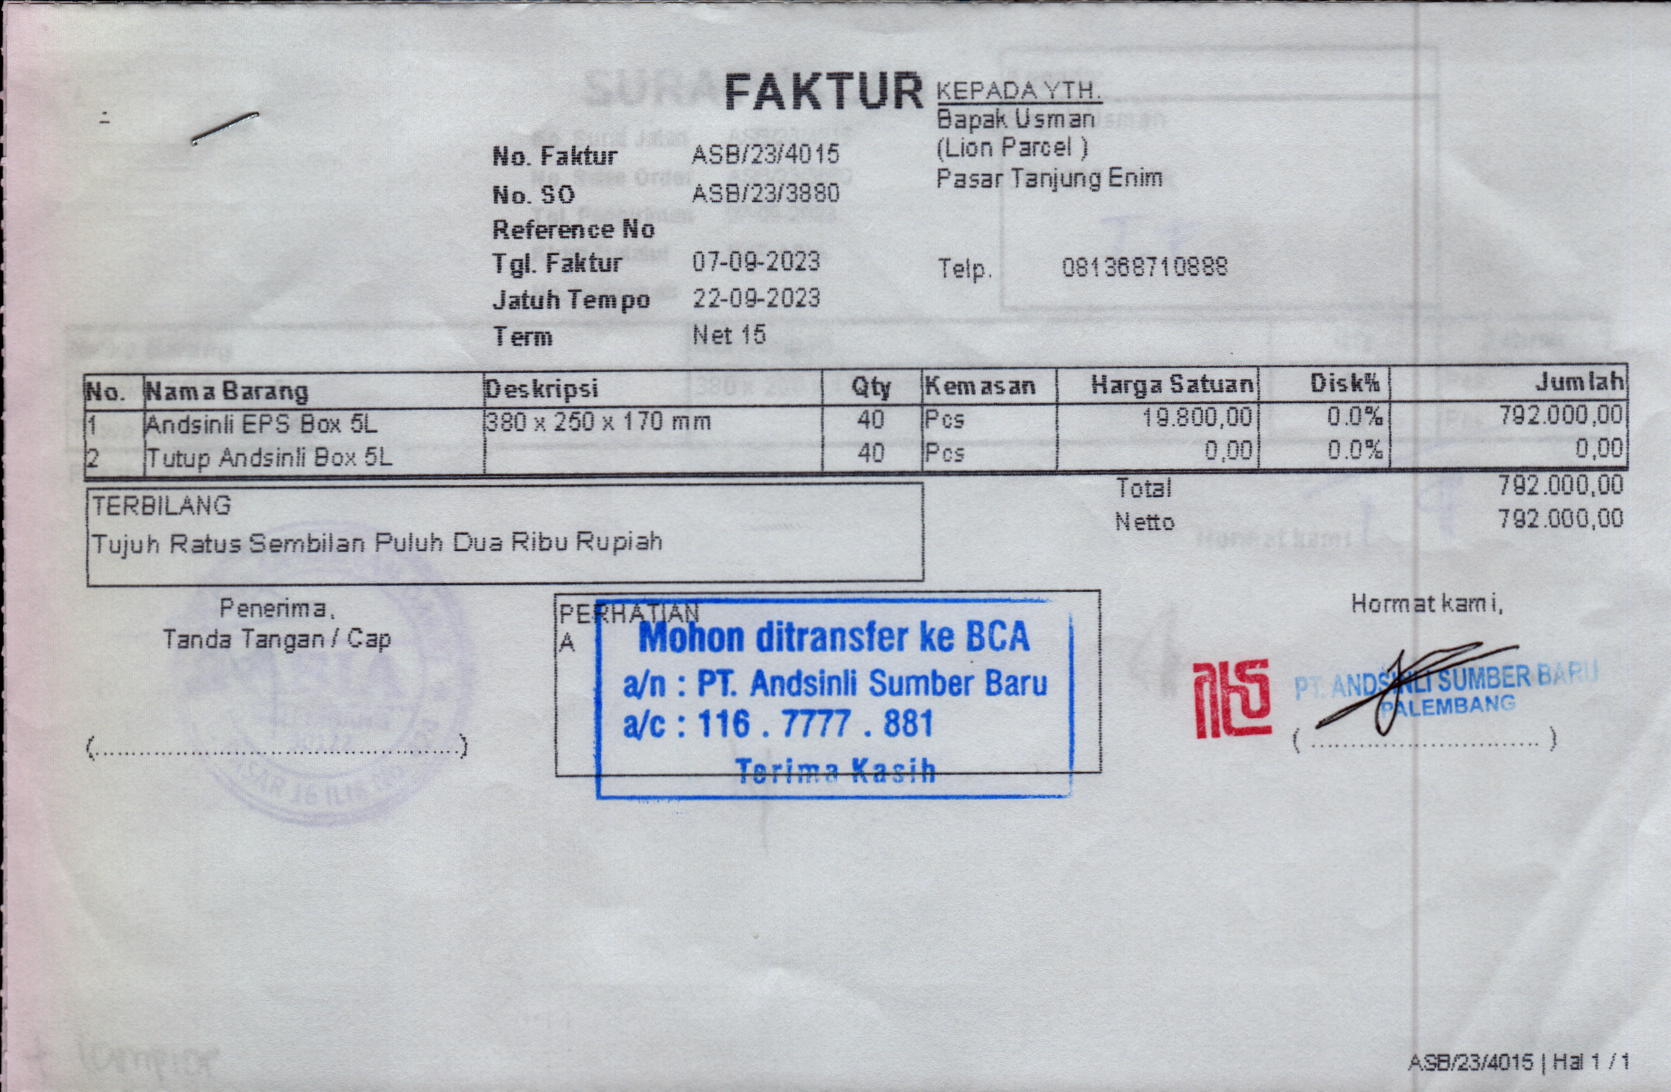 FAKTUR
KEPADA YTH.
Bapak Usman
(Lion Parcel )
Pasar Tanjung Enim
Telp. 081368710888
No. Faktur ASB/23/4015
No. SO ASB/23/3880
Reference No
Tgl. Faktur 07-09-2023
Jatuh Tempo 22-09-2023
Term Net 15
No. Nama Barang Deskripsi Qty Kemasan Harga Satuan Disk% Jumlah
1 Andsinli EPS Box 5L 380 x 250 x 170 mm 40 Pcs 19.800,00 0.0% 792.000,00
2 Tutup Andsinli Box 5L 40 Pcs 0,00 0.0% 0,00
Total 792.000,00
Netto 792.000,00
TERBILANG
Tujuh Ratus Sembilan Puluh Dua Ribu Rupiah
Penerima,
Tanda Tangan / Cap
(............................................)
PERHATIAN
A
Mohon ditransfer ke BCA
a/n : PT. Andsinli Sumber Baru
a/c : 116 . 7777 . 881
Terima Kasih
Hormat kami,
PT. ANDSINLI SUMBER BARU
PALEMBANG
( ............................ )
ASB/23/4015 | Hal 1 / 1